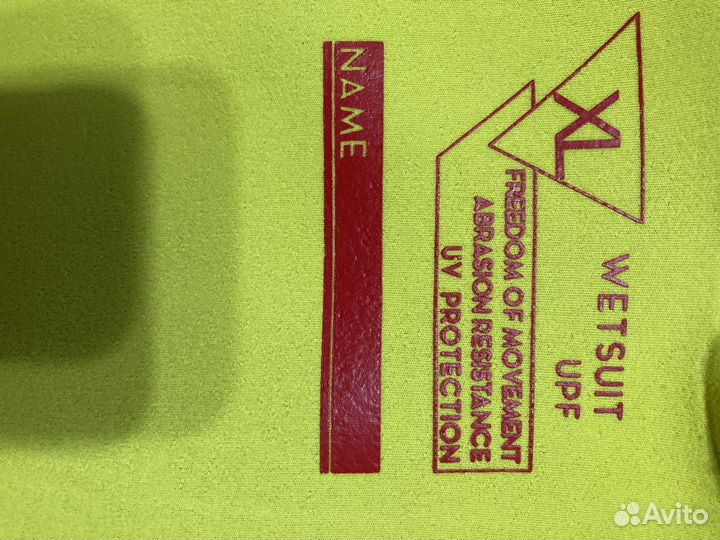 XL
WETSUIT
UPF
FREEDOM OF MOVEMENT
ABRASION RESISTANCE
UV PROTECTION
NAME
Avito